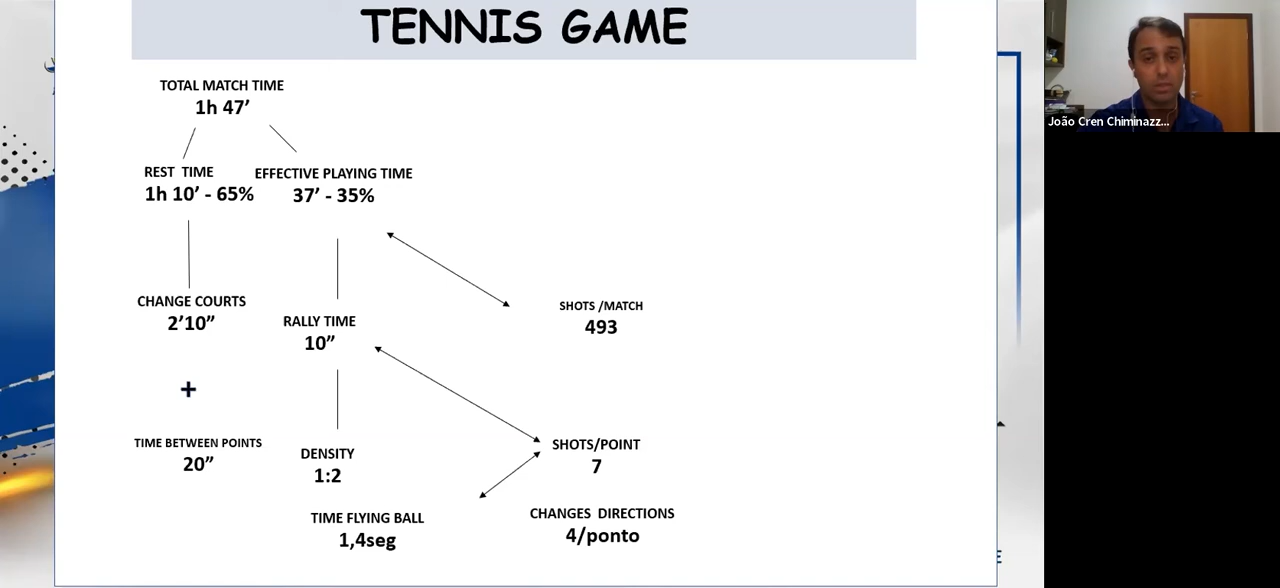 TENNIS GAME
TOTAL MATCH TIME
1h 47’
REST TIME
1h 10’ - 65%
EFFECTIVE PLAYING TIME
37’ - 35%
CHANGE COURTS
2’10”
+
TIME BETWEEN POINTS
20”
RALLY TIME
10”
DENSITY
1:2
TIME FLYING BALL
1,4seg
SHOTS /MATCH
493
SHOTS/POINT
7
CHANGES DIRECTIONS
4/ponto
João Cren Chiminazz...
E